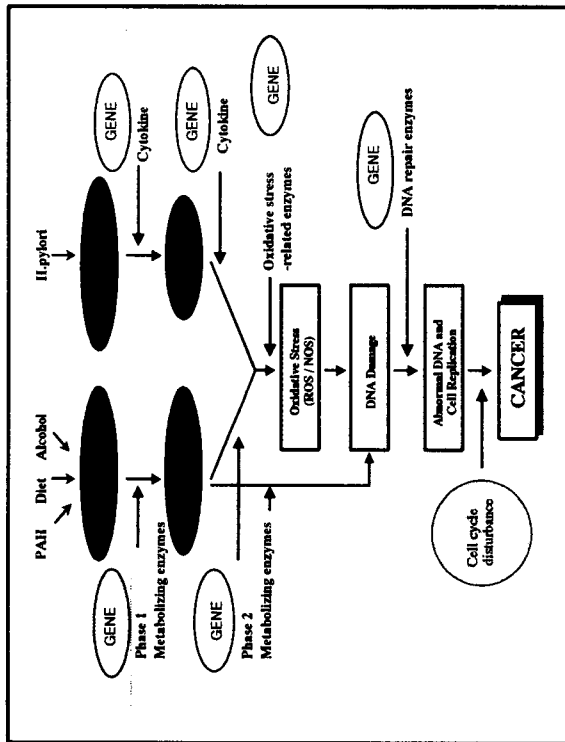 PAH Diet Alcohol
H.pylori
GENE
Phase 1
Metabolizing enzymes
Cytokine
GENE
GENE
Phase 2
Metabolizing enzymes
Cytokine
GENE
GENE
Oxidative stress
-related enzymes
Oxidative Stress
(ROS / NOS)
DNA Damage
GENE
DNA repair enzymes
Abnormal DNA and
Cell Replication
Cell cycle
disturbance
CANCER